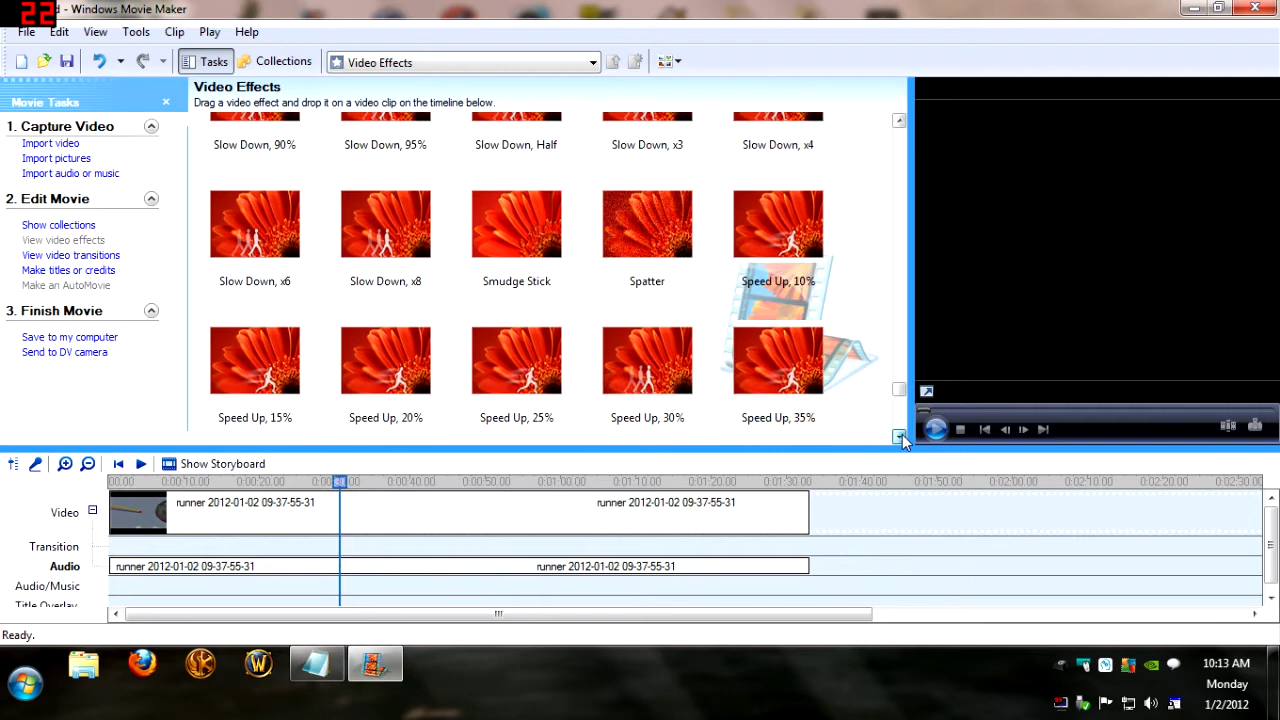 22
d - Windows Movie Maker
File Edit View Tools Clip Play Help
Tasks Collections Video Effects
Movie Tasks
1. Capture Video
Import video
Import pictures
Import audio or music
2. Edit Movie
Show collections
View video effects
View video transitions
Make titles or credits
Make an AutoMovie
3. Finish Movie
Save to my computer
Send to DV camera
Video Effects
Drag a video effect and drop it on a video clip on the timeline below.
Slow Down, 90% Slow Down, 95% Slow Down, Half Slow Down, x3 Slow Down, x4
Slow Down, x6 Slow Down, x8 Smudge Stick Spatter Speed Up, 10%
Speed Up, 15% Speed Up, 20% Speed Up, 25% Speed Up, 30% Speed Up, 35%
Show Storyboard
00.00 0:00:10.00 0:00:20.00 0:00:40.00 0:00:50.00 0:01:00.00 0:01:10.00 0:01:20.00 0:01:30.00 0:01:40.00 0:01:50.00 0:02:00.00 0:02:10.00 0:02:20.00 0:02:30.00
Video runner 2012-01-02 09-37-55-31 runner 2012-01-02 09-37-55-31
Transition
Audio runner 2012-01-02 09-37-55-31 runner 2012-01-02 09-37-55-31
Audio/Music
Title Overlay
Ready.
10:13 AM
Monday
1/2/2012